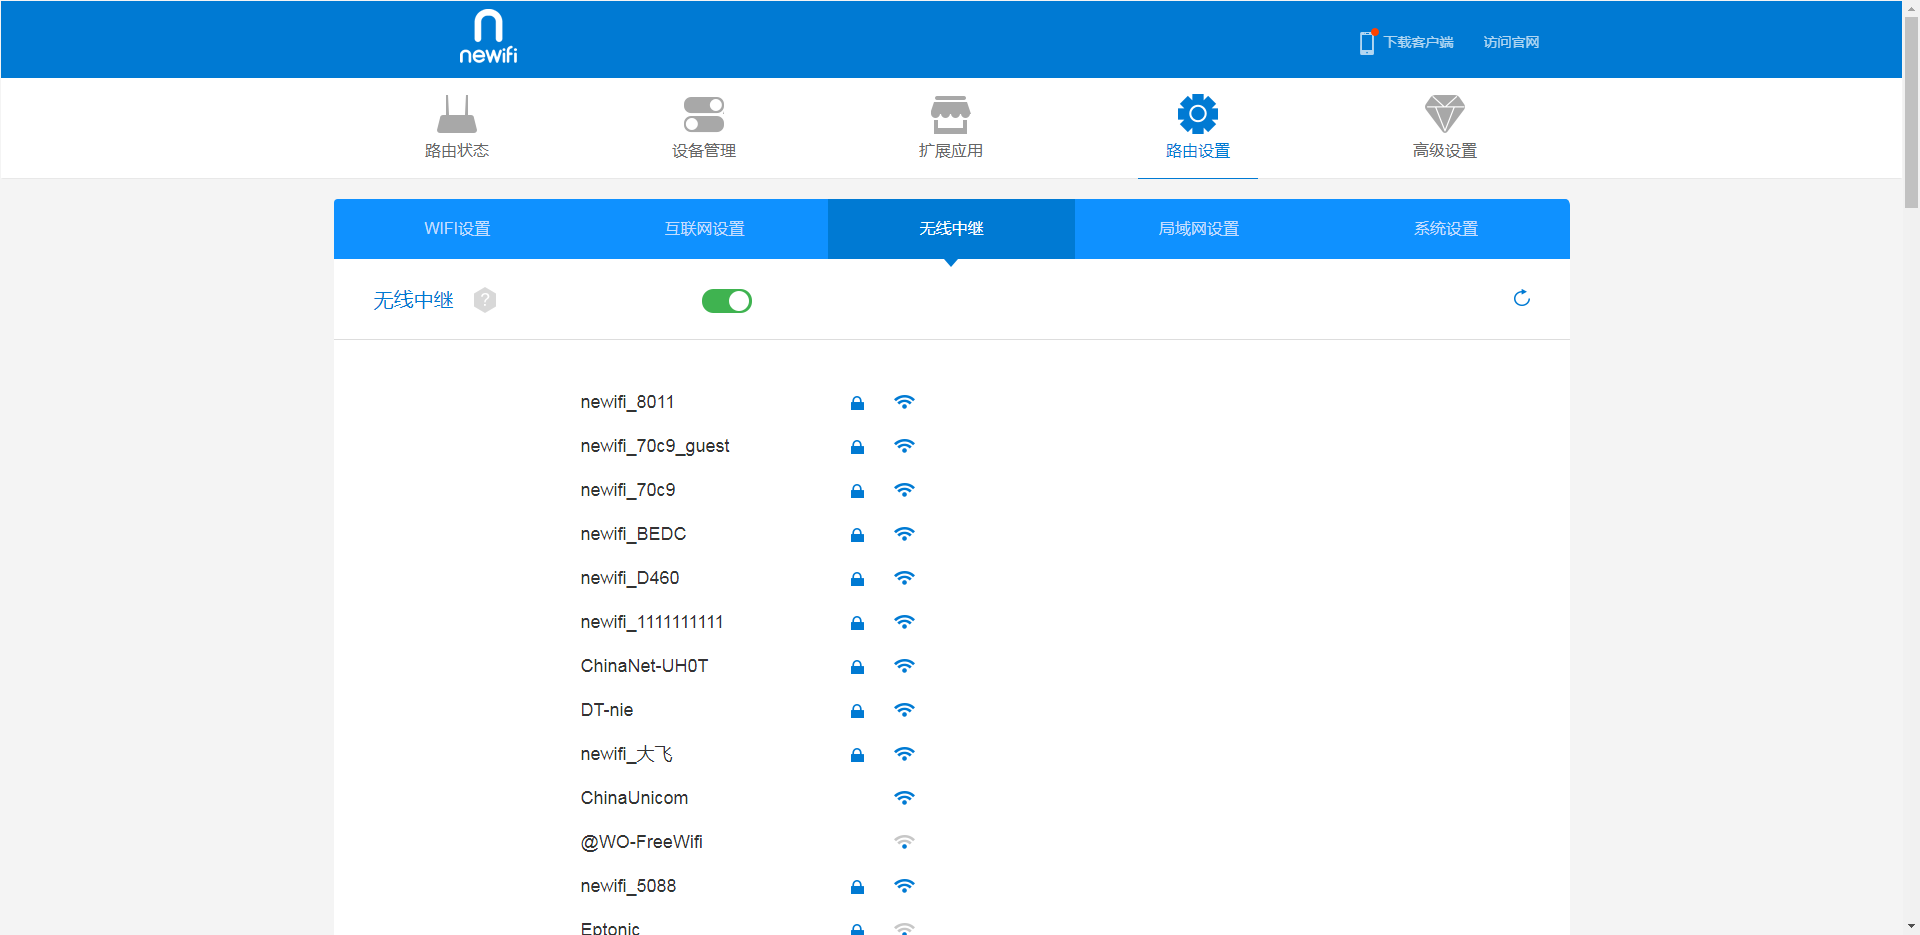 newifi
下载客户端 访问官网
路由状态 设备管理 扩展应用 路由设置 高级设置
WIFI设置 互联网设置 无线中继 局域网设置 系统设置
无线中继 ?
newifi_8011
newifi_70c9_guest
newifi_70c9
newifi_BEDC
newifi_D460
newifi_1111111111
ChinaNet-UH0T
DT-nie
newifi_大飞
ChinaUnicom
@WO-FreeWifi
newifi_5088
Eptonic